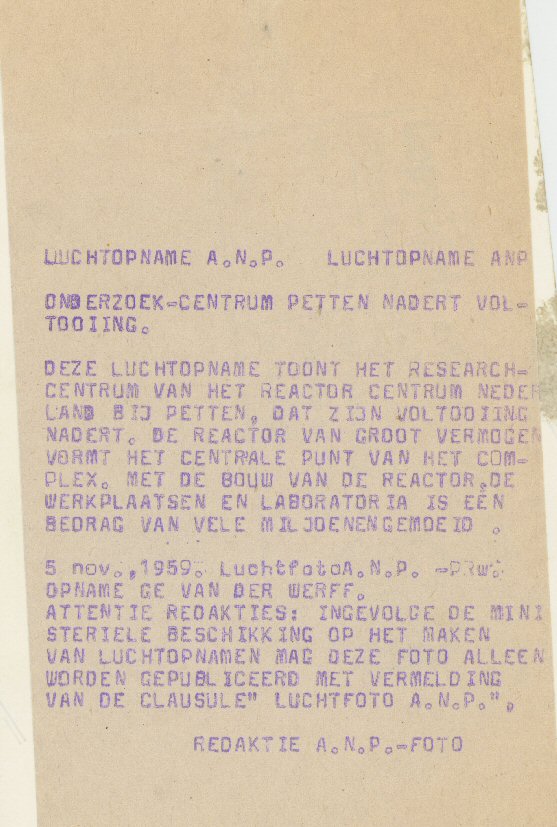 LUCHTOPNAME A.N.P. LUCHTOPNAME ANP
ONDERZOEK-CENTRUM PETTEN NADERT VOL-
TOOIING.
DEZE LUCHTOPNAME TOONT HET RESEARCH-
CENTRUM VAN HET REACTOR CENTRUM NEDER
LAND BIJ PETTEN, DAT ZIJN VOLTOOIING
NADERT. DE REACTOR VAN GROOT VERMOGEN
VORMT HET CENTRALE PUNT VAN HET COM-
PLEX. MET DE BOUW VAN DE REACTOR,DE
WERKPLAATSEN EN LABORATORIA IS EEN
BEDRAG VAN VELE MILJOENENGEMOEID .
5 nov.,1959. LuchtfotoA.N.P.
OPNAME GE VAN DER WERFF.
ATTENTIE REDAKTIES: INGEVOLGE DE MINI
STERIELE BESCHIKKING OP HET MAKEN
VAN LUCHTOPNAMEN MAG DEZE FOTO ALLEEN
WORDEN GEPUBLICEERD MET VERMELDING
VAN DE CLAUSULE" LUCHTFOTO A.N.P.".
REDAKTIE A.N.P.-FOTO